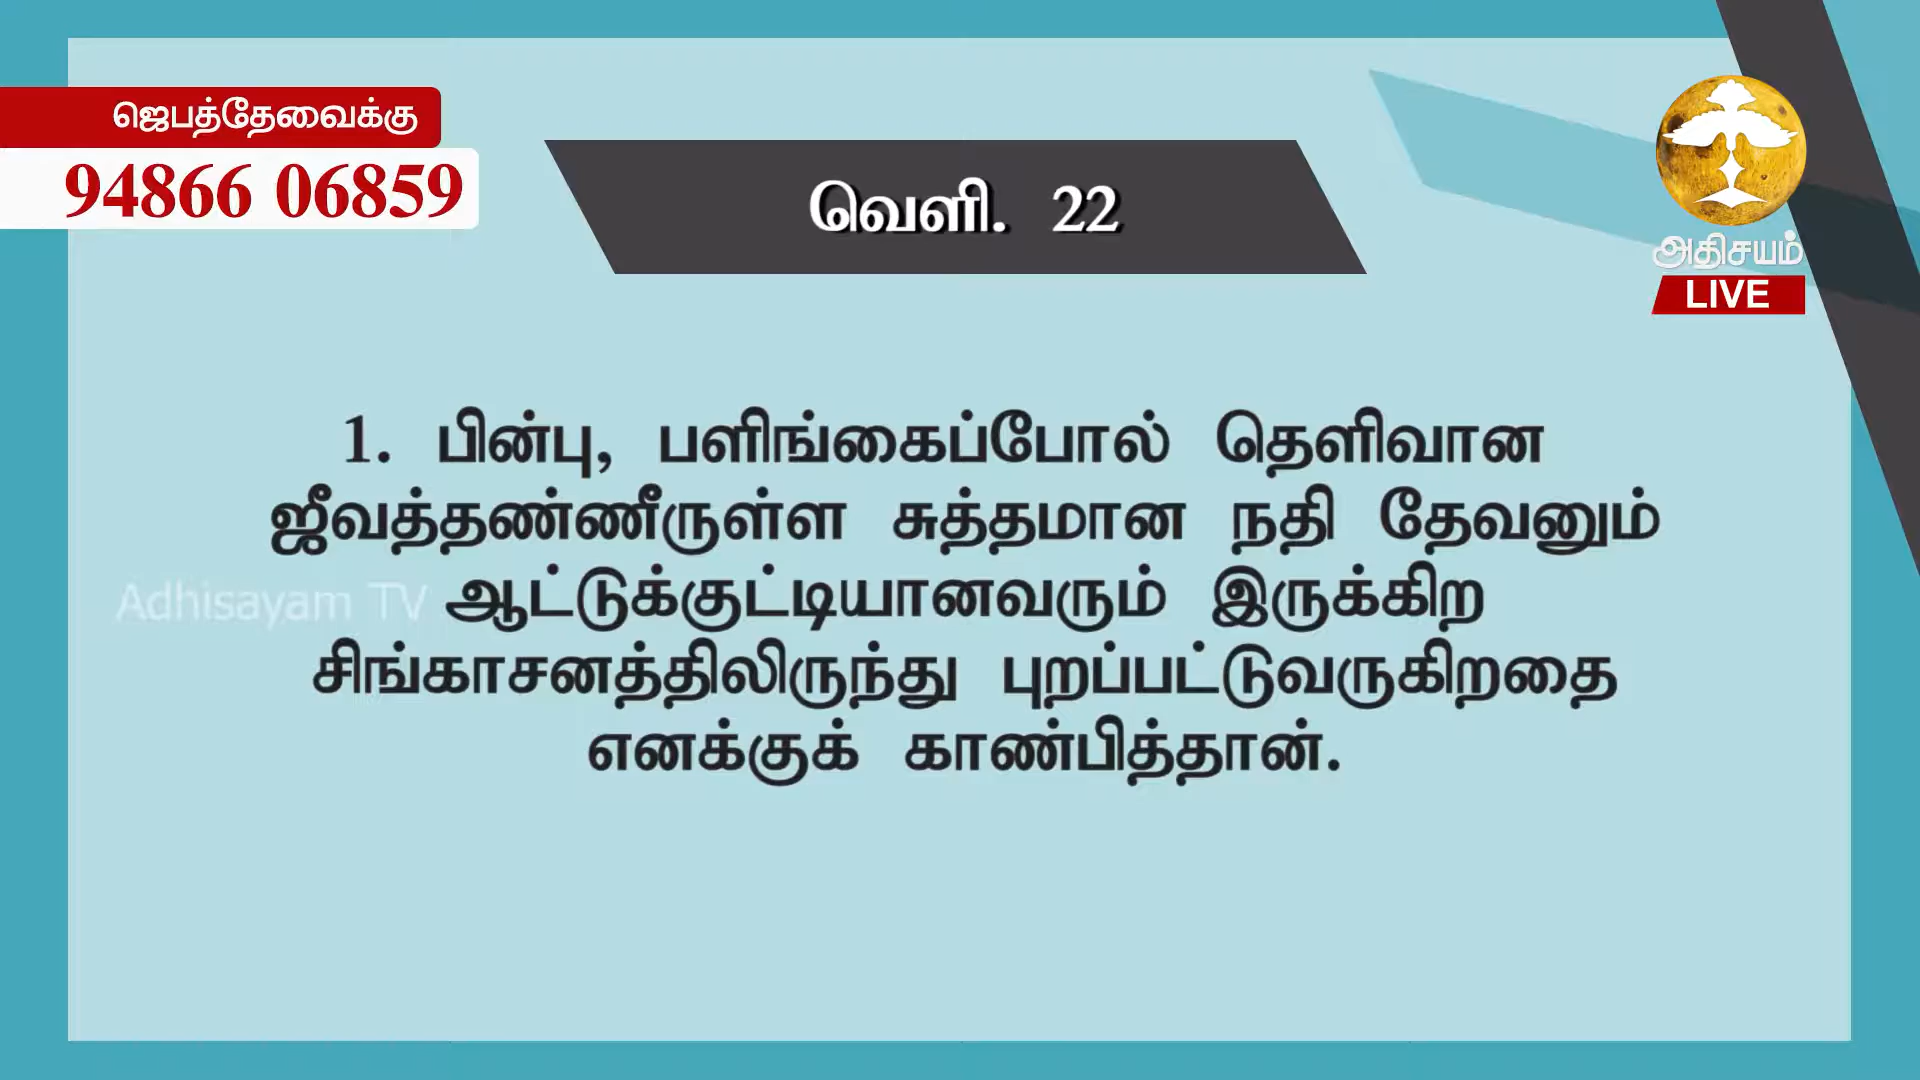 ஜெபத்தேவைக்கு
94866 06859
வெளி. 22
அதிசயம்
LIVE
1. பின்பு, பளிங்கைப்போல் தெளிவான
ஜீவத்தண்ணீருள்ள சுத்தமான நதி தேவனும்
ஆட்டுக்குட்டியானவரும் இருக்கிற
சிங்காசனத்திலிருந்து புறப்பட்டுவருகிறதை
எனக்குக் காண்பித்தான்.
Adhisayam TV